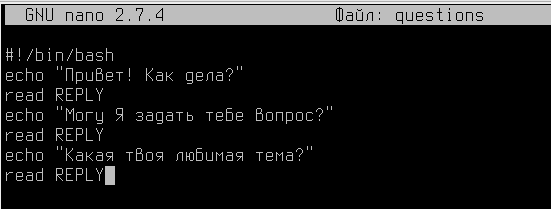 GNU nano 2.7.4 Файл: questions
#!/bin/bash
echo "Привет! Как дела?"
read REPLY
echo "Могу Я задать тебе вопрос?"
read REPLY
echo "Какая твоя любимая тема?"
read REPLY